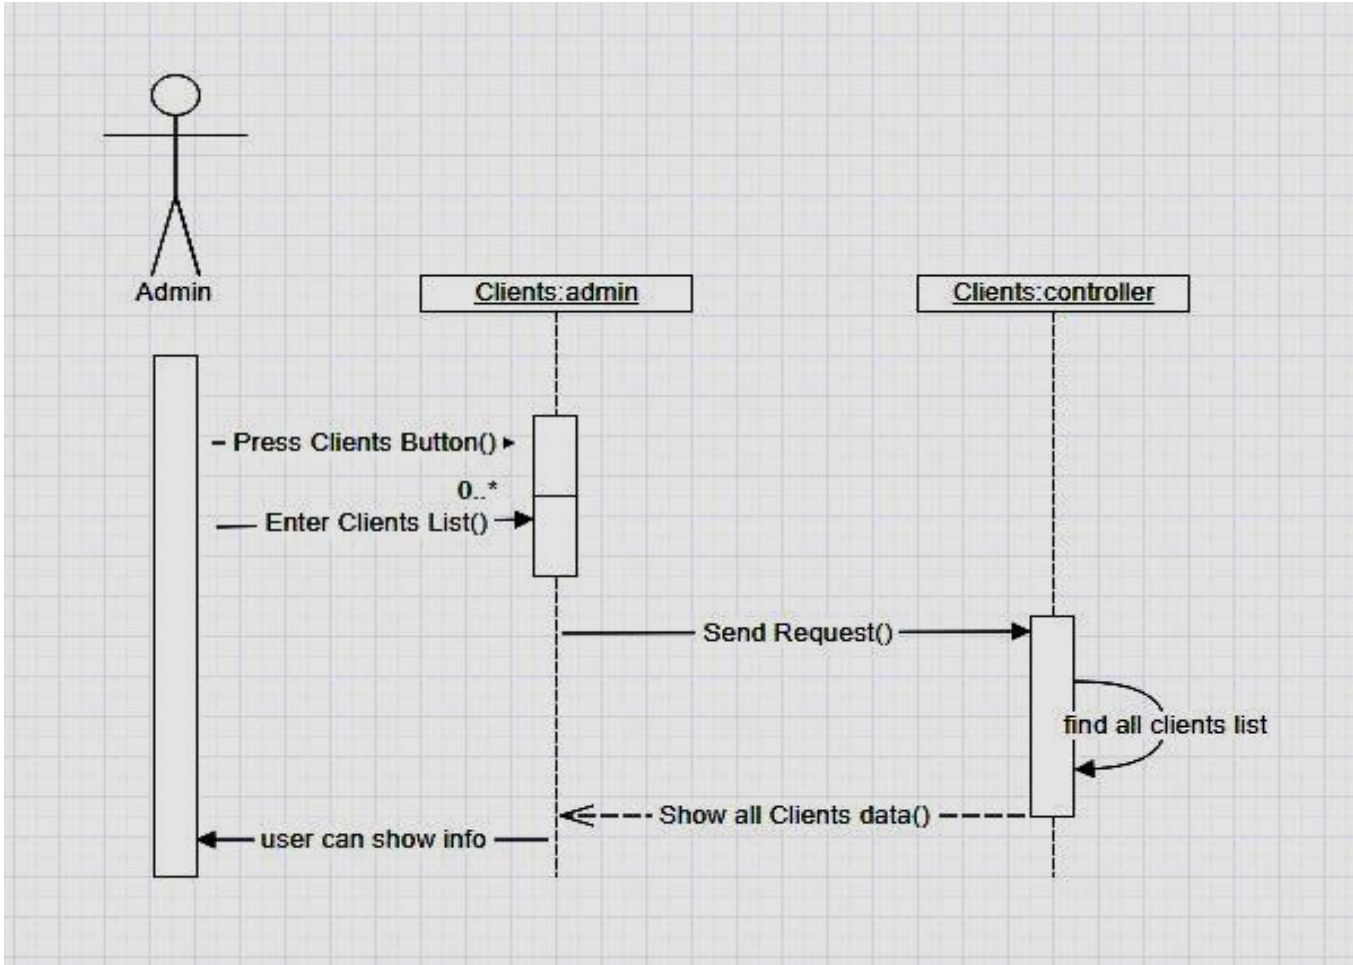 Admin
Clients:admin
Clients:controller
Press Clients Button()
0..*
Enter Clients List()
Send Request()
find all clients list
Show all Clients data()
user can show info